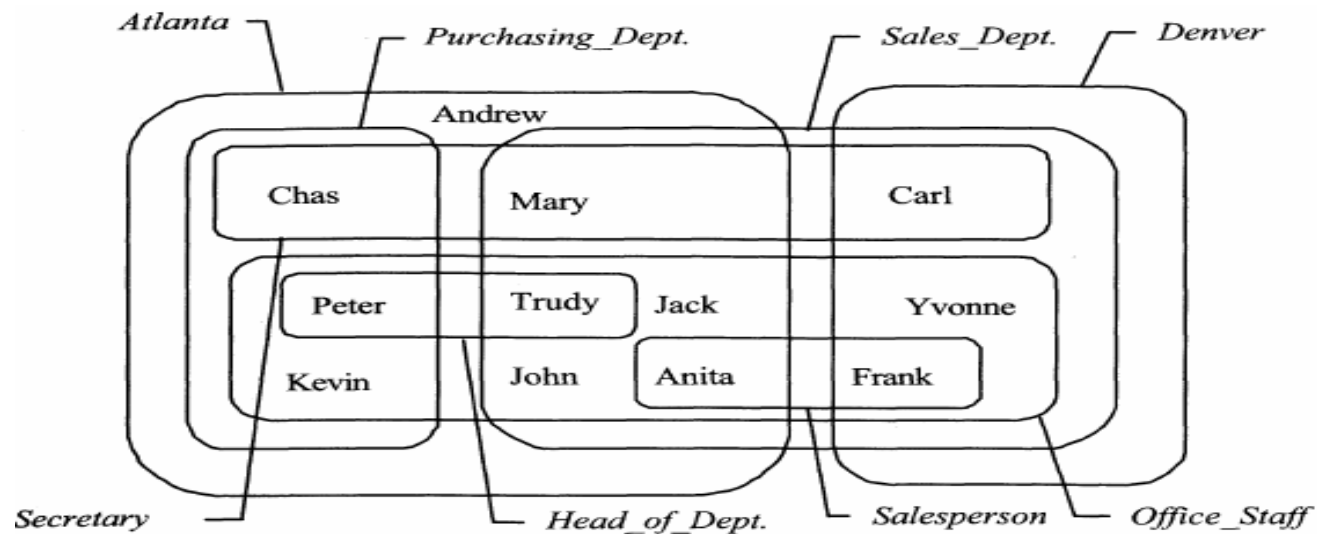 Atlanta Purchasing_Dept. Sales_Dept. Denver
Andrew
Chas Mary Carl
Peter Trudy Jack Yvonne
Kevin John Anita Frank
Secretary Head_of_Dept. Salesperson Office_Staff